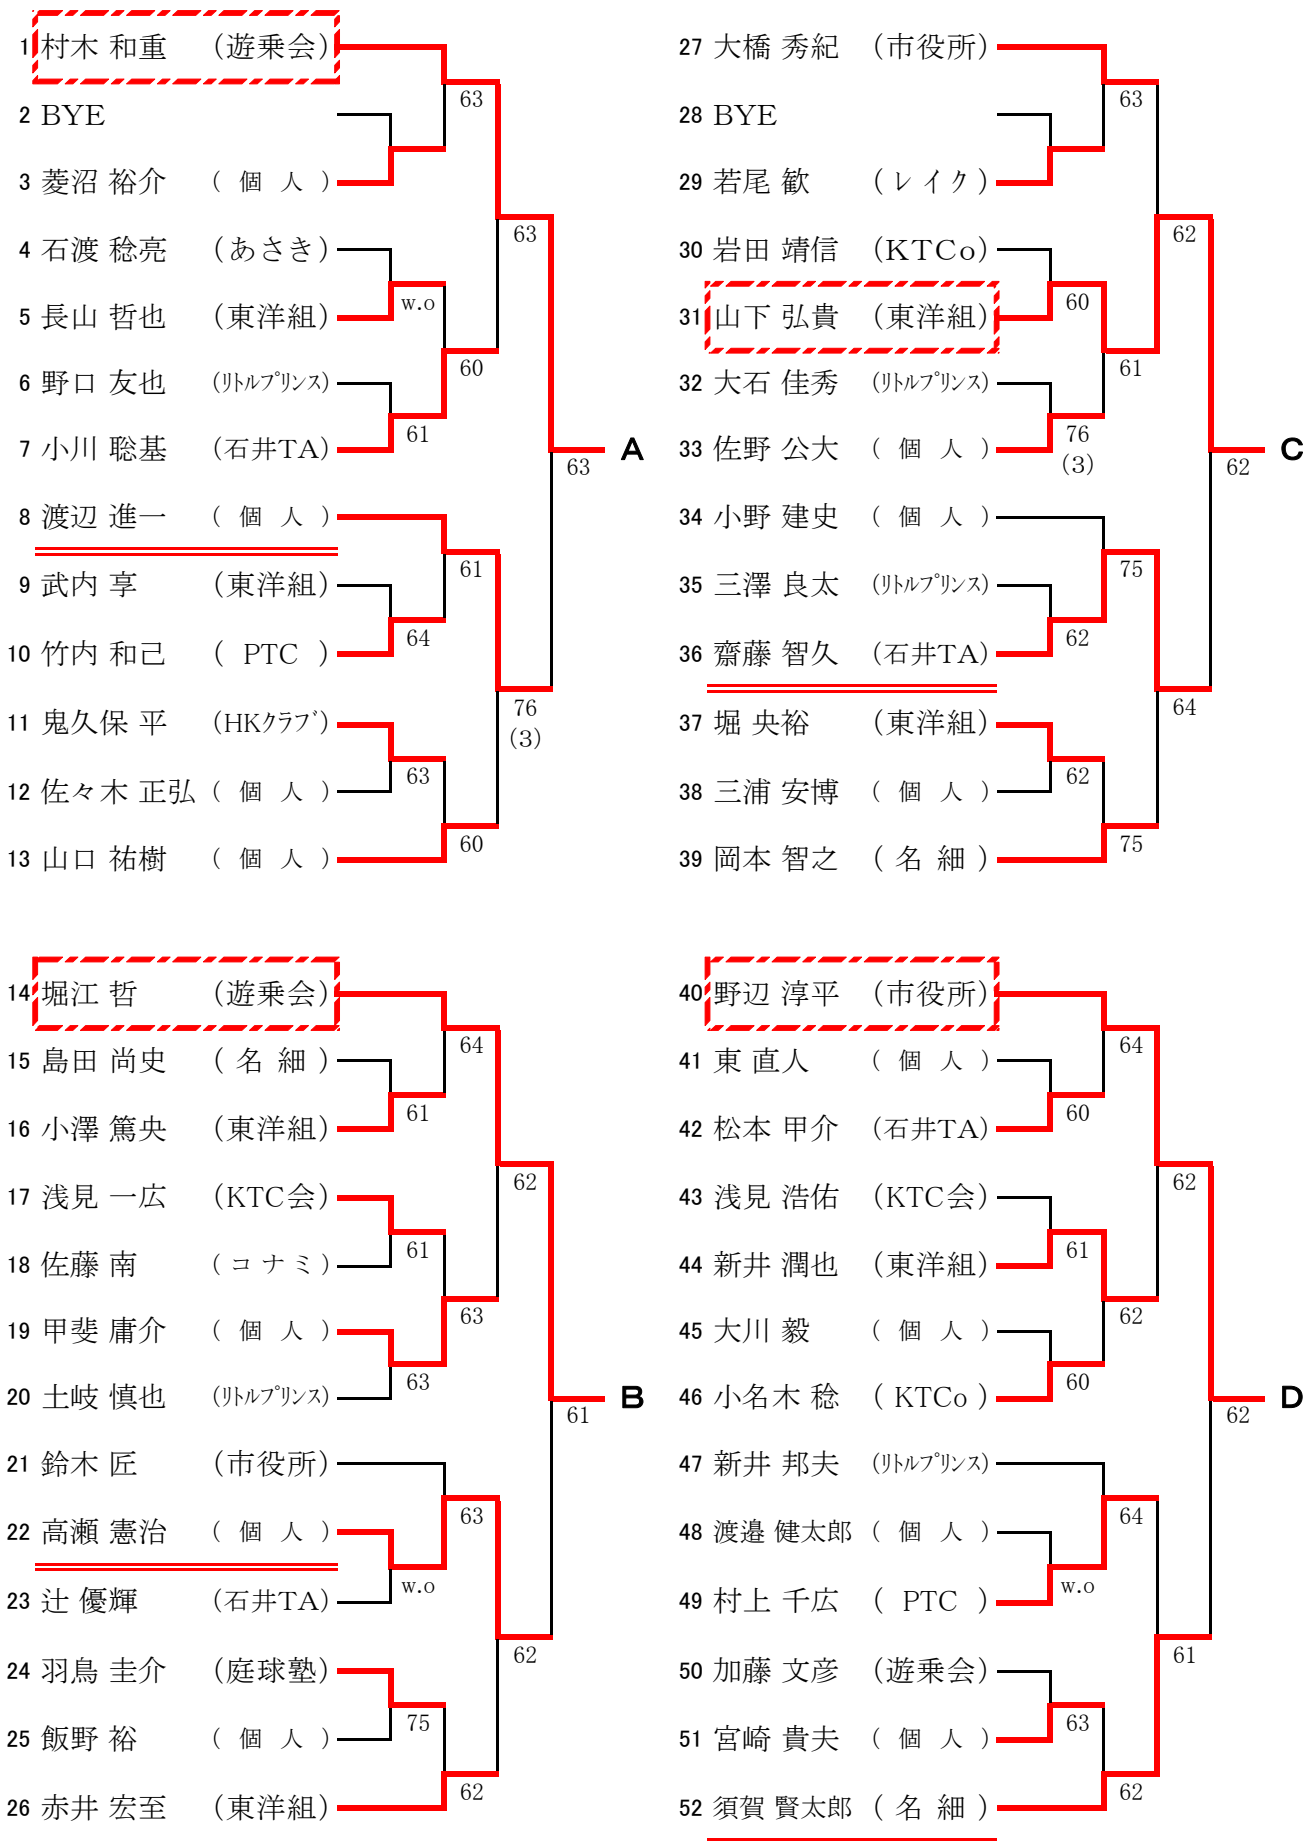 1 村木 和重 (遊乗会)
63
2 BYE
3 菱沼 裕介 ( 個 人 )
63
4 石渡 稔亮 (あさき)
w.o
5 長山 哲也 (東洋組)
60
6 野口 友也 (リトルプリンス)
61
7 小川 聡基 (石井TA)
63 A
8 渡辺 進一 ( 個 人 )
61
9 武内 享 (東洋組)
64
10 竹内 和己 ( PTC )
76
(3)
11 鬼久保 平 (HKクラブ)
63
12 佐々木 正弘 ( 個 人 )
60
13 山口 祐樹 ( 個 人 )
14 堀江 哲 (遊乗会)
64
15 島田 尚史 ( 名 細 )
61
16 小澤 篤央 (東洋組)
62
17 浅見 一広 (KTC会)
61
18 佐藤 南 ( コ ナ ミ )
63
19 甲斐 庸介 ( 個 人 )
63
20 土岐 慎也 (リトルプリンス)
61 B
21 鈴木 匠 (市役所)
63
22 高瀬 憲治 ( 個 人 )
w.o
23 辻 優輝 (石井TA)
62
24 羽鳥 圭介 (庭球塾)
75
25 飯野 裕 ( 個 人 )
62
26 赤井 宏至 (東洋組)
27 大橋 秀紀 (市役所)
63
28 BYE
29 若尾 歓 ( レ イ ク )
62
30 岩田 靖信 (KTCo)
60
31 山下 弘貴 (東洋組)
61
32 大石 佳秀 (リトルプリンス)
76
(3)
33 佐野 公大 ( 個 人 )
62 C
34 小野 建史 ( 個 人 )
75
35 三澤 良太 (リトルプリンス)
62
36 齋藤 智久 (石井TA)
64
37 堀 央裕 (東洋組)
62
38 三浦 安博 ( 個 人 )
75
39 岡本 智之 ( 名 細 )
40 野辺 淳平 (市役所)
64
41 東 直人 ( 個 人 )
60
42 松本 甲介 (石井TA)
62
43 浅見 浩佑 (KTC会)
61
44 新井 潤也 (東洋組)
62
45 大川 毅 ( 個 人 )
60
46 小名木 稔 ( KTCo )
62 D
47 新井 邦夫 (リトルプリンス)
64
48 渡邉 健太郎 ( 個 人 )
w.o
49 村上 千広 ( PTC )
61
50 加藤 文彦 (遊乗会)
63
51 宮崎 貴夫 ( 個 人 )
62
52 須賀 賢太郎 ( 名 細 )